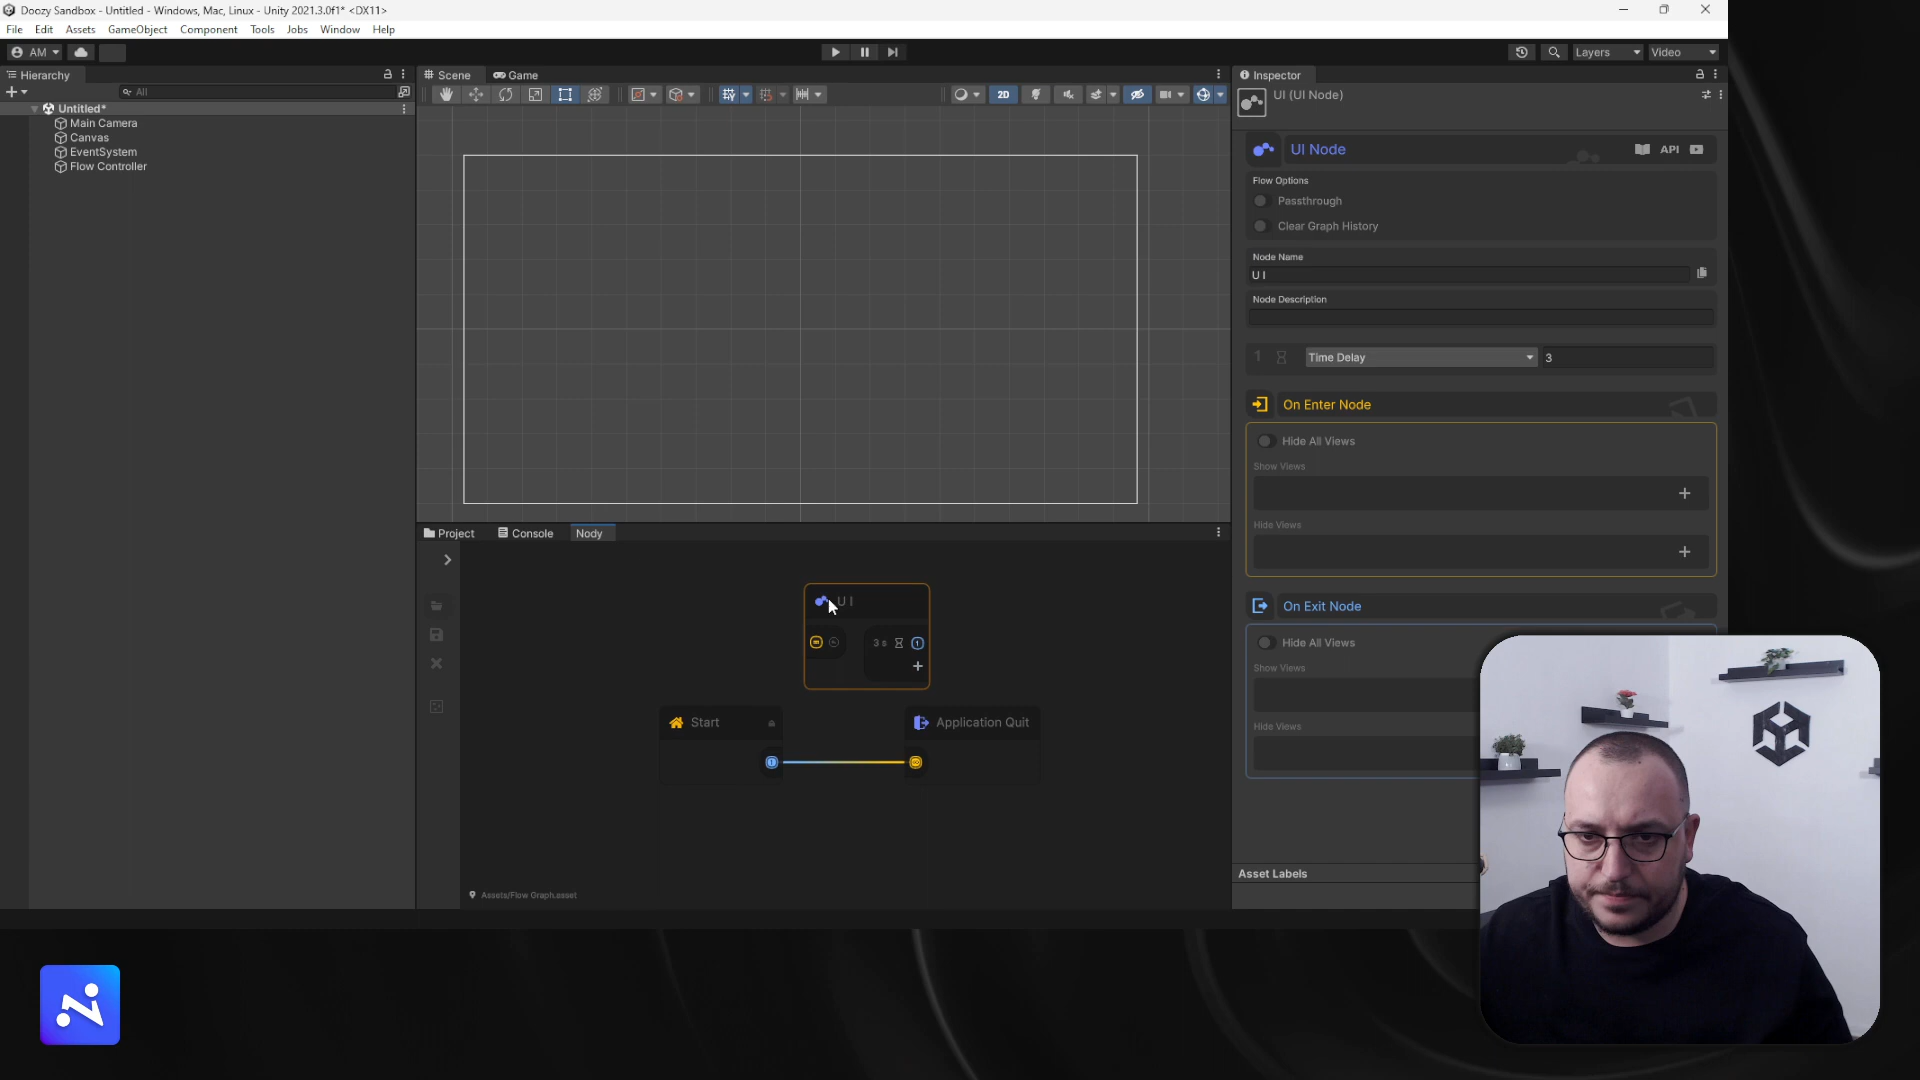 Doozy Sandbox - Untitled - Windows, Mac, Linux - Unity 2021.3.0f1* <DX11>
File Edit Assets GameObject Component Tools Jobs Window Help
AM
Layers
Video
Hierarchy
All
Untitled*
Main Camera
Canvas
EventSystem
Flow Controller
Scene
Game
2D
Project
Console
Nody
U I
3 s
1
Start
Application Quit
Assets/Flow Graph.asset
Inspector
UI (UI Node)
UI Node
API
Flow Options
Passthrough
Clear Graph History
Node Name
U I
Node Description
1
Time Delay
3
On Enter Node
Hide All Views
Show Views
Hide Views
On Exit Node
Hide All Views
Show Views
Hide Views
Asset Labels